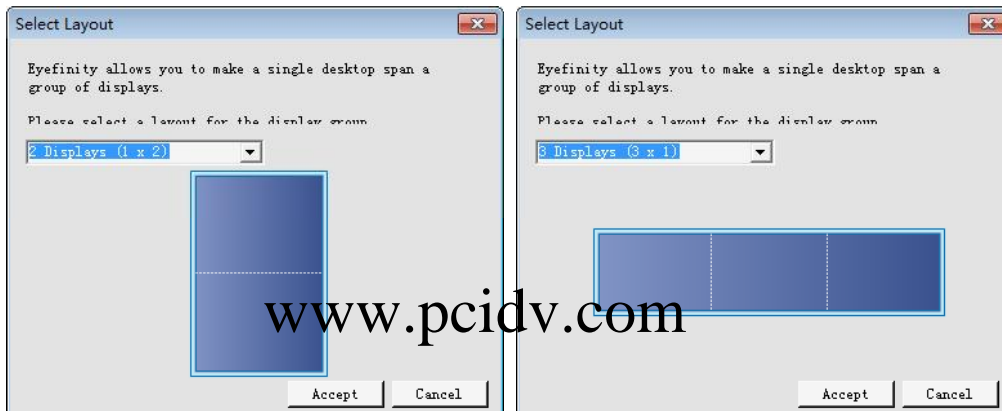 Select Layout
Eyefinity allows you to make a single desktop span a
group of displays.
Please select a layout for the display group
2 Displays (1 x 2)
Accept
Cancel
Select Layout
Eyefinity allows you to make a single desktop span a
group of displays.
Please select a layout for the display group
3 Displays (3 x 1)
Accept
Cancel
www.pcidv.com